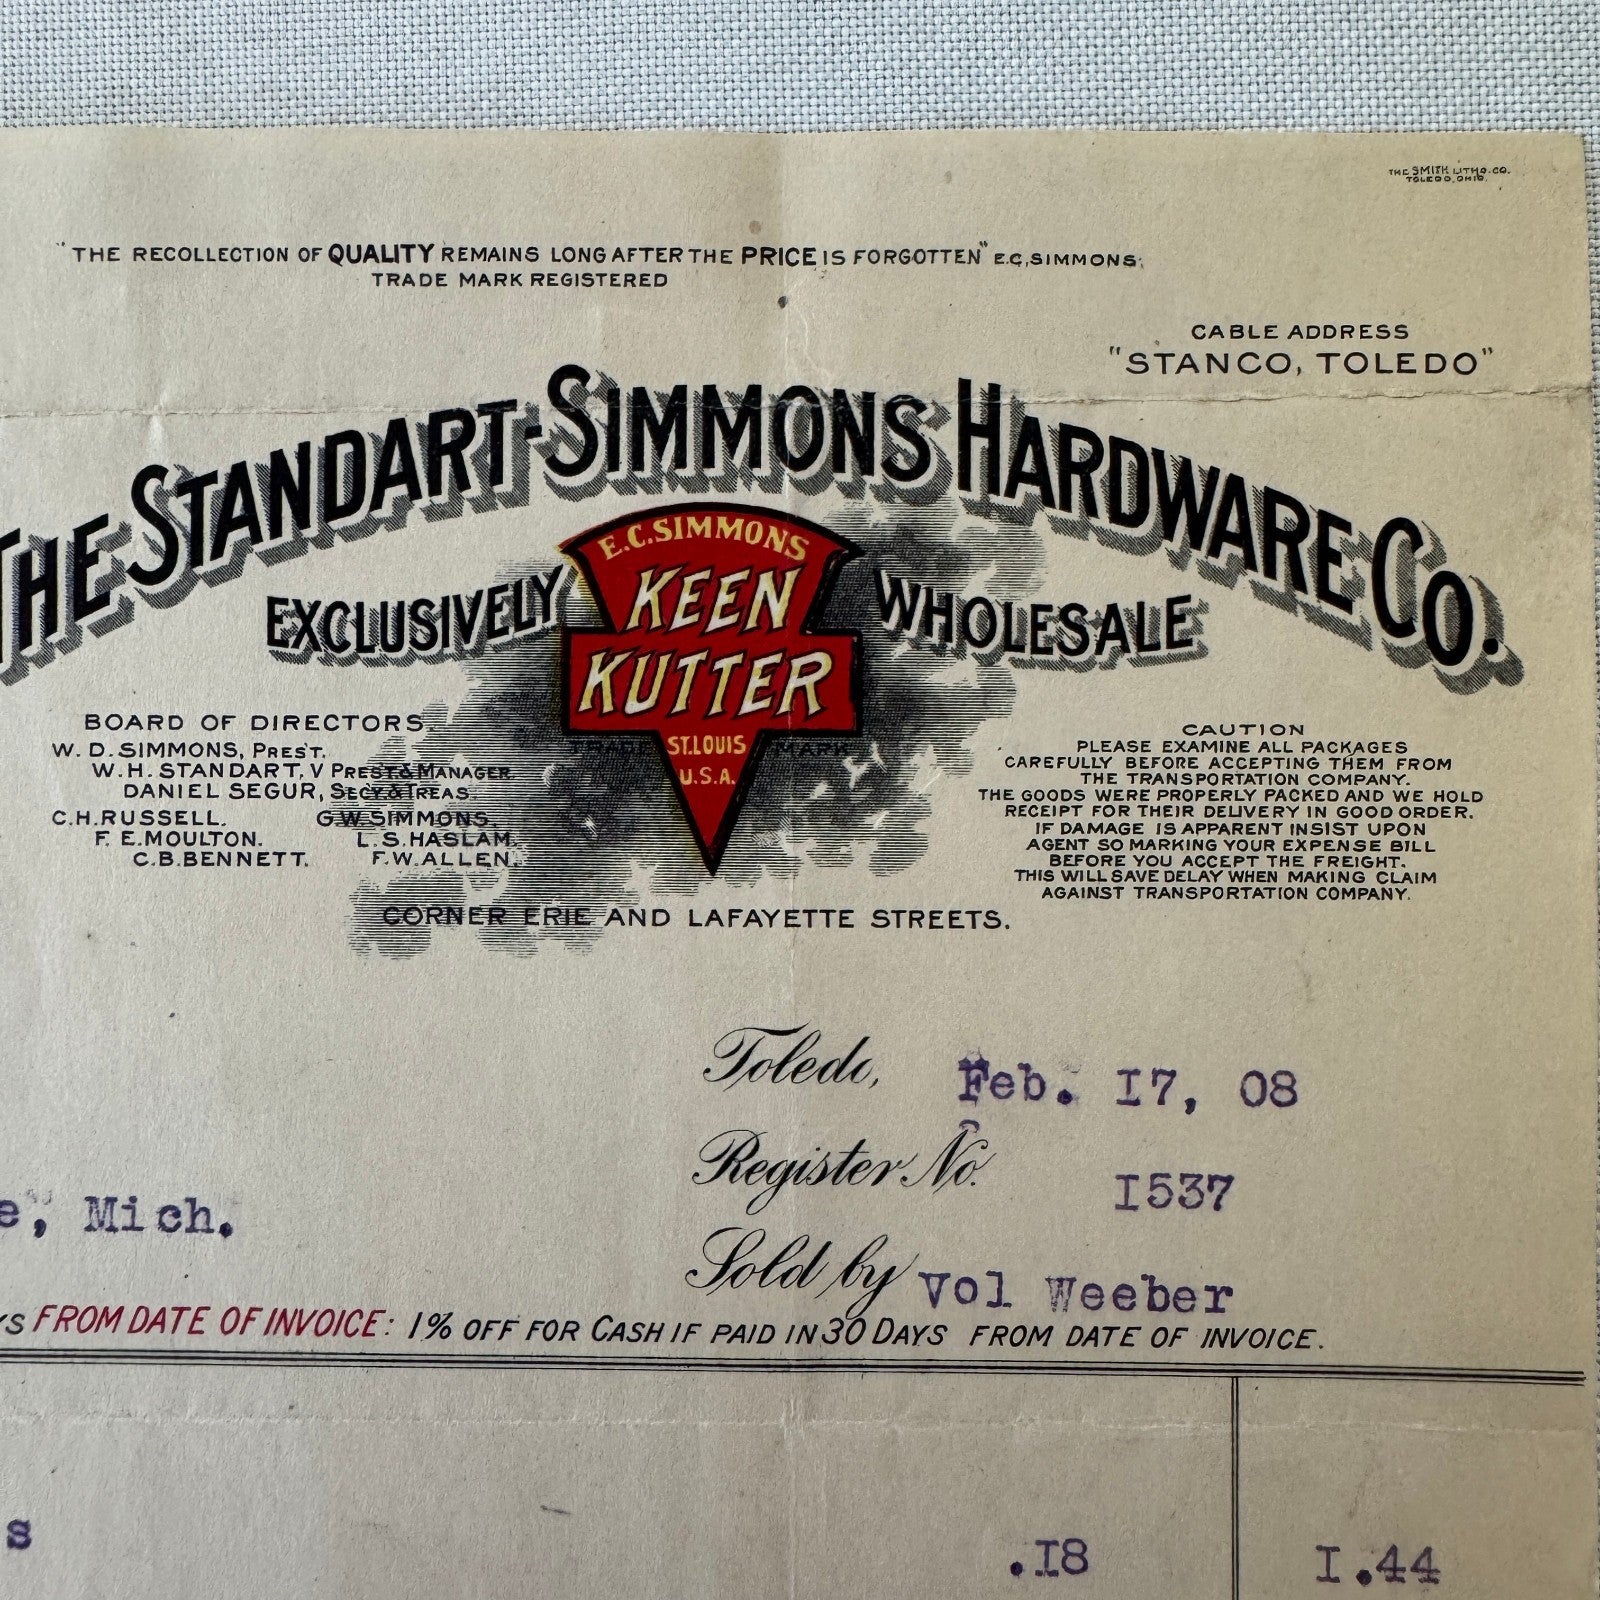 THE SMITH LITHO. CO.
TOLEDO, OHIO.
"THE RECOLLECTION OF QUALITY REMAINS LONG AFTER THE PRICE IS FORGOTTEN" E.C. SIMMONS.
TRADE MARK REGISTERED
CABLE ADDRESS
"STANCO, TOLEDO"
THE STANDART-SIMMONS HARDWARE CO.
EXCLUSIVELY WHOLESALE
E.C. SIMMONS
KEEN
KUTTER
TRADE ST. LOUIS MARK
U.S.A.
BOARD OF DIRECTORS.
W. D. SIMMONS, PREST.
W. H. STANDART, V PREST. & MANAGER
DANIEL SEGUR, SECY. & TREAS.
C. H. RUSSELL. G. W. SIMMONS.
F. E. MOULTON. L. S. HASLAM.
C. B. BENNETT. F. W. ALLEN.
CAUTION
PLEASE EXAMINE ALL PACKAGES
CAREFULLY BEFORE ACCEPTING THEM FROM
THE TRANSPORTATION COMPANY.
THE GOODS WERE PROPERLY PACKED AND WE HOLD
RECEIPT FOR THEIR DELIVERY IN GOOD ORDER.
IF DAMAGE IS APPARENT INSIST UPON
AGENT SO MARKING YOUR EXPENSE BILL
BEFORE YOU ACCEPT THE FREIGHT.
THIS WILL SAVE DELAY WHEN MAKING CLAIM
AGAINST TRANSPORTATION COMPANY.
CORNER ERIE AND LAFAYETTE STREETS.
Toledo, Feb. 17, 08
Register No. 1537
e, Mich.
Sold by Vol Weeber
YS FROM DATE OF INVOICE: 1% OFF FOR CASH IF PAID IN 30 DAYS FROM DATE OF INVOICE.
s .18 1.44